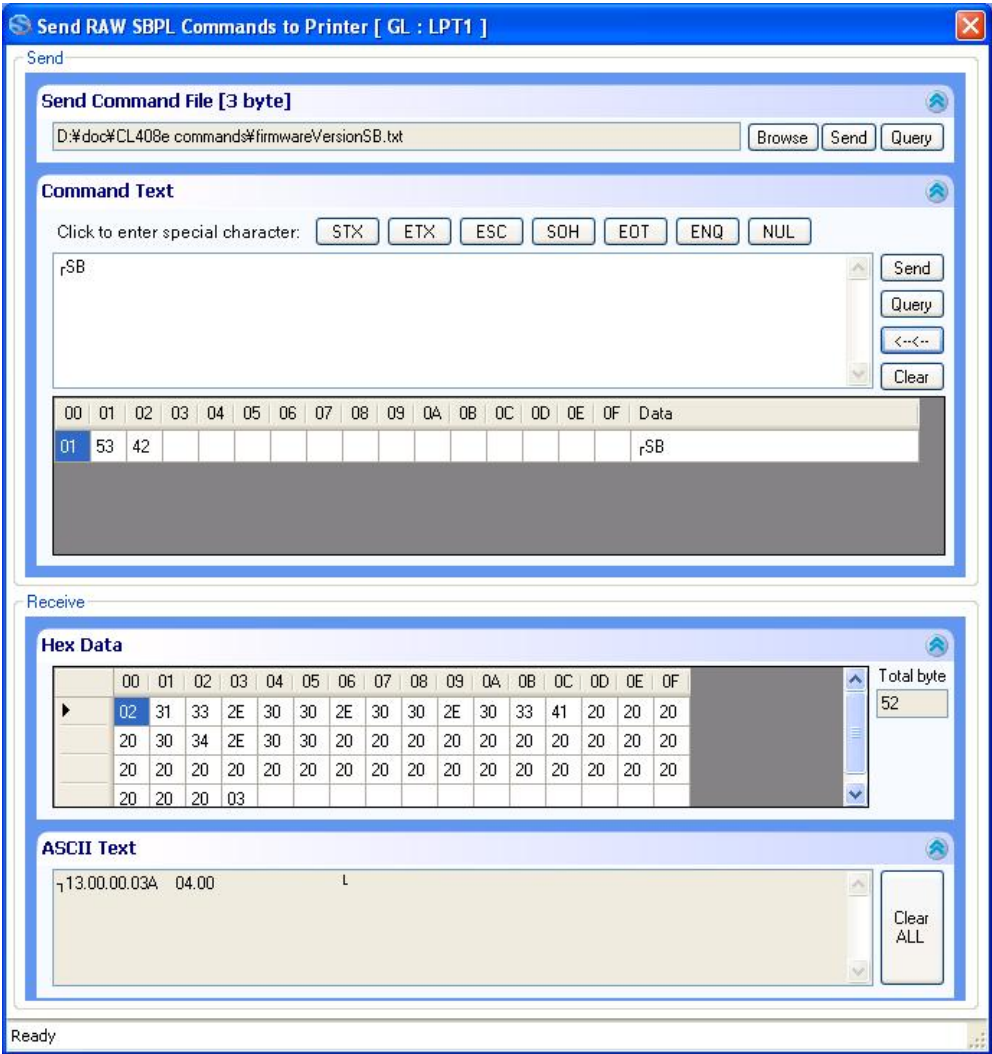 Send RAW SBPL Commands to Printer [ GL : LPT1 ]
Send
Send Command File [3 byte]
D:¥doc¥CL408e commands¥firmwareVersionSB.txt Browse Send Query
Command Text
Click to enter special character: STX ETX ESC SOH EOT ENQ NUL
┌SB
Send
Query
<--<--
Clear
00 01 02 03 04 05 06 07 08 09 0A 0B 0C 0D 0E 0F Data
01 53 42 ┌SB
Receive
Hex Data
Total byte
52
00 01 02 03 04 05 06 07 08 09 0A 0B 0C 0D 0E 0F
02 31 33 2E 30 30 2E 30 30 2E 30 33 41 20 20 20
20 30 34 2E 30 30 20 20 20 20 20 20 20 20 20 20
20 20 20 20 20 20 20 20 20 20 20 20 20 20 20 20
20 20 20 03
ASCII Text
┐13.00.00.03A    04.00                             └
Clear
ALL
Ready